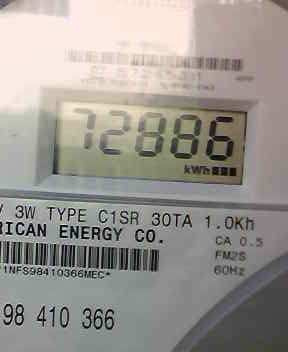 72886
kWh
V 3W TYPE C1SR 30TA 1.0Kh
RICAN ENERGY CO.
CA 0.5
FM2S
60Hz
*1NFS98410366MEC*
98 410 366